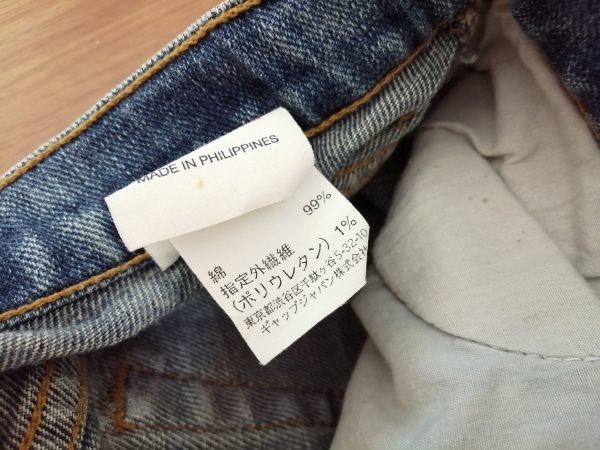 MADE IN PHILIPPINES
綿 99%
指定外繊維
(ポリウレタン) 1%
東京都渋谷区千駄ヶ谷5-32-10
ギャップジャパン株式会社